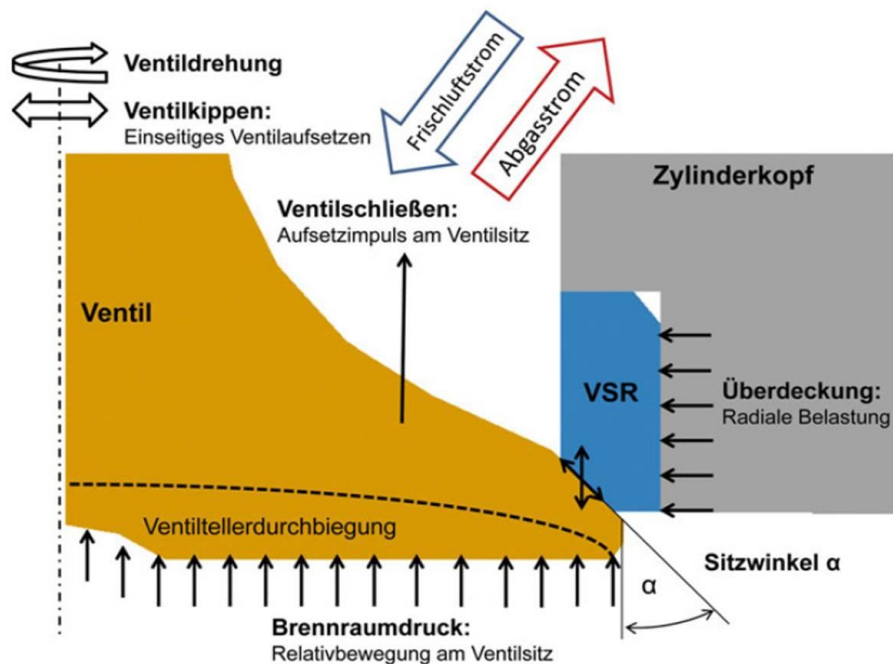 Ventildrehung
Ventilkippen:
Einseitiges Ventilaufsetzen
Frischluftstrom
Abgasstrom
Zylinderkopf
Ventilschließen:
Aufsetzimpuls am Ventilsitz
Ventil
VSR
Überdeckung:
Radiale Belastung
Ventiltellerdurchbiegung
Sitzwinkel α
α
Brennraumdruck:
Relativbewegung am Ventilsitz